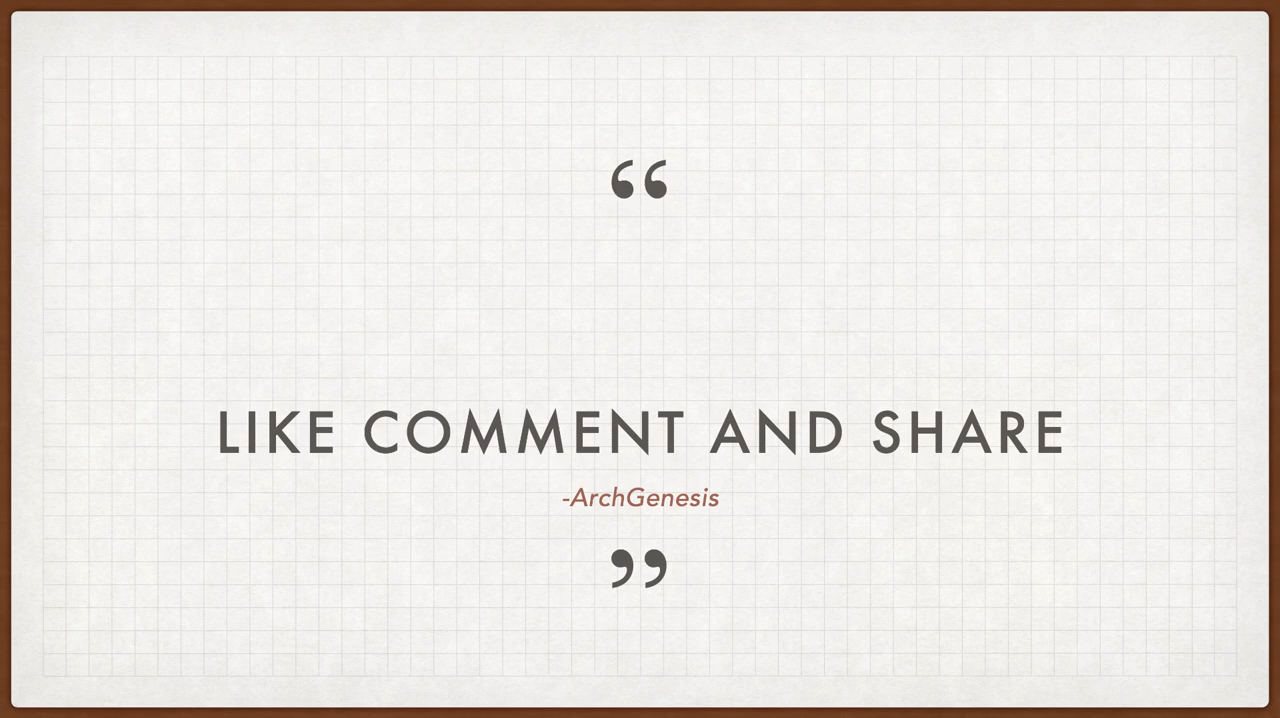 “
LIKE COMMENT AND SHARE
-ArchGenesis
”